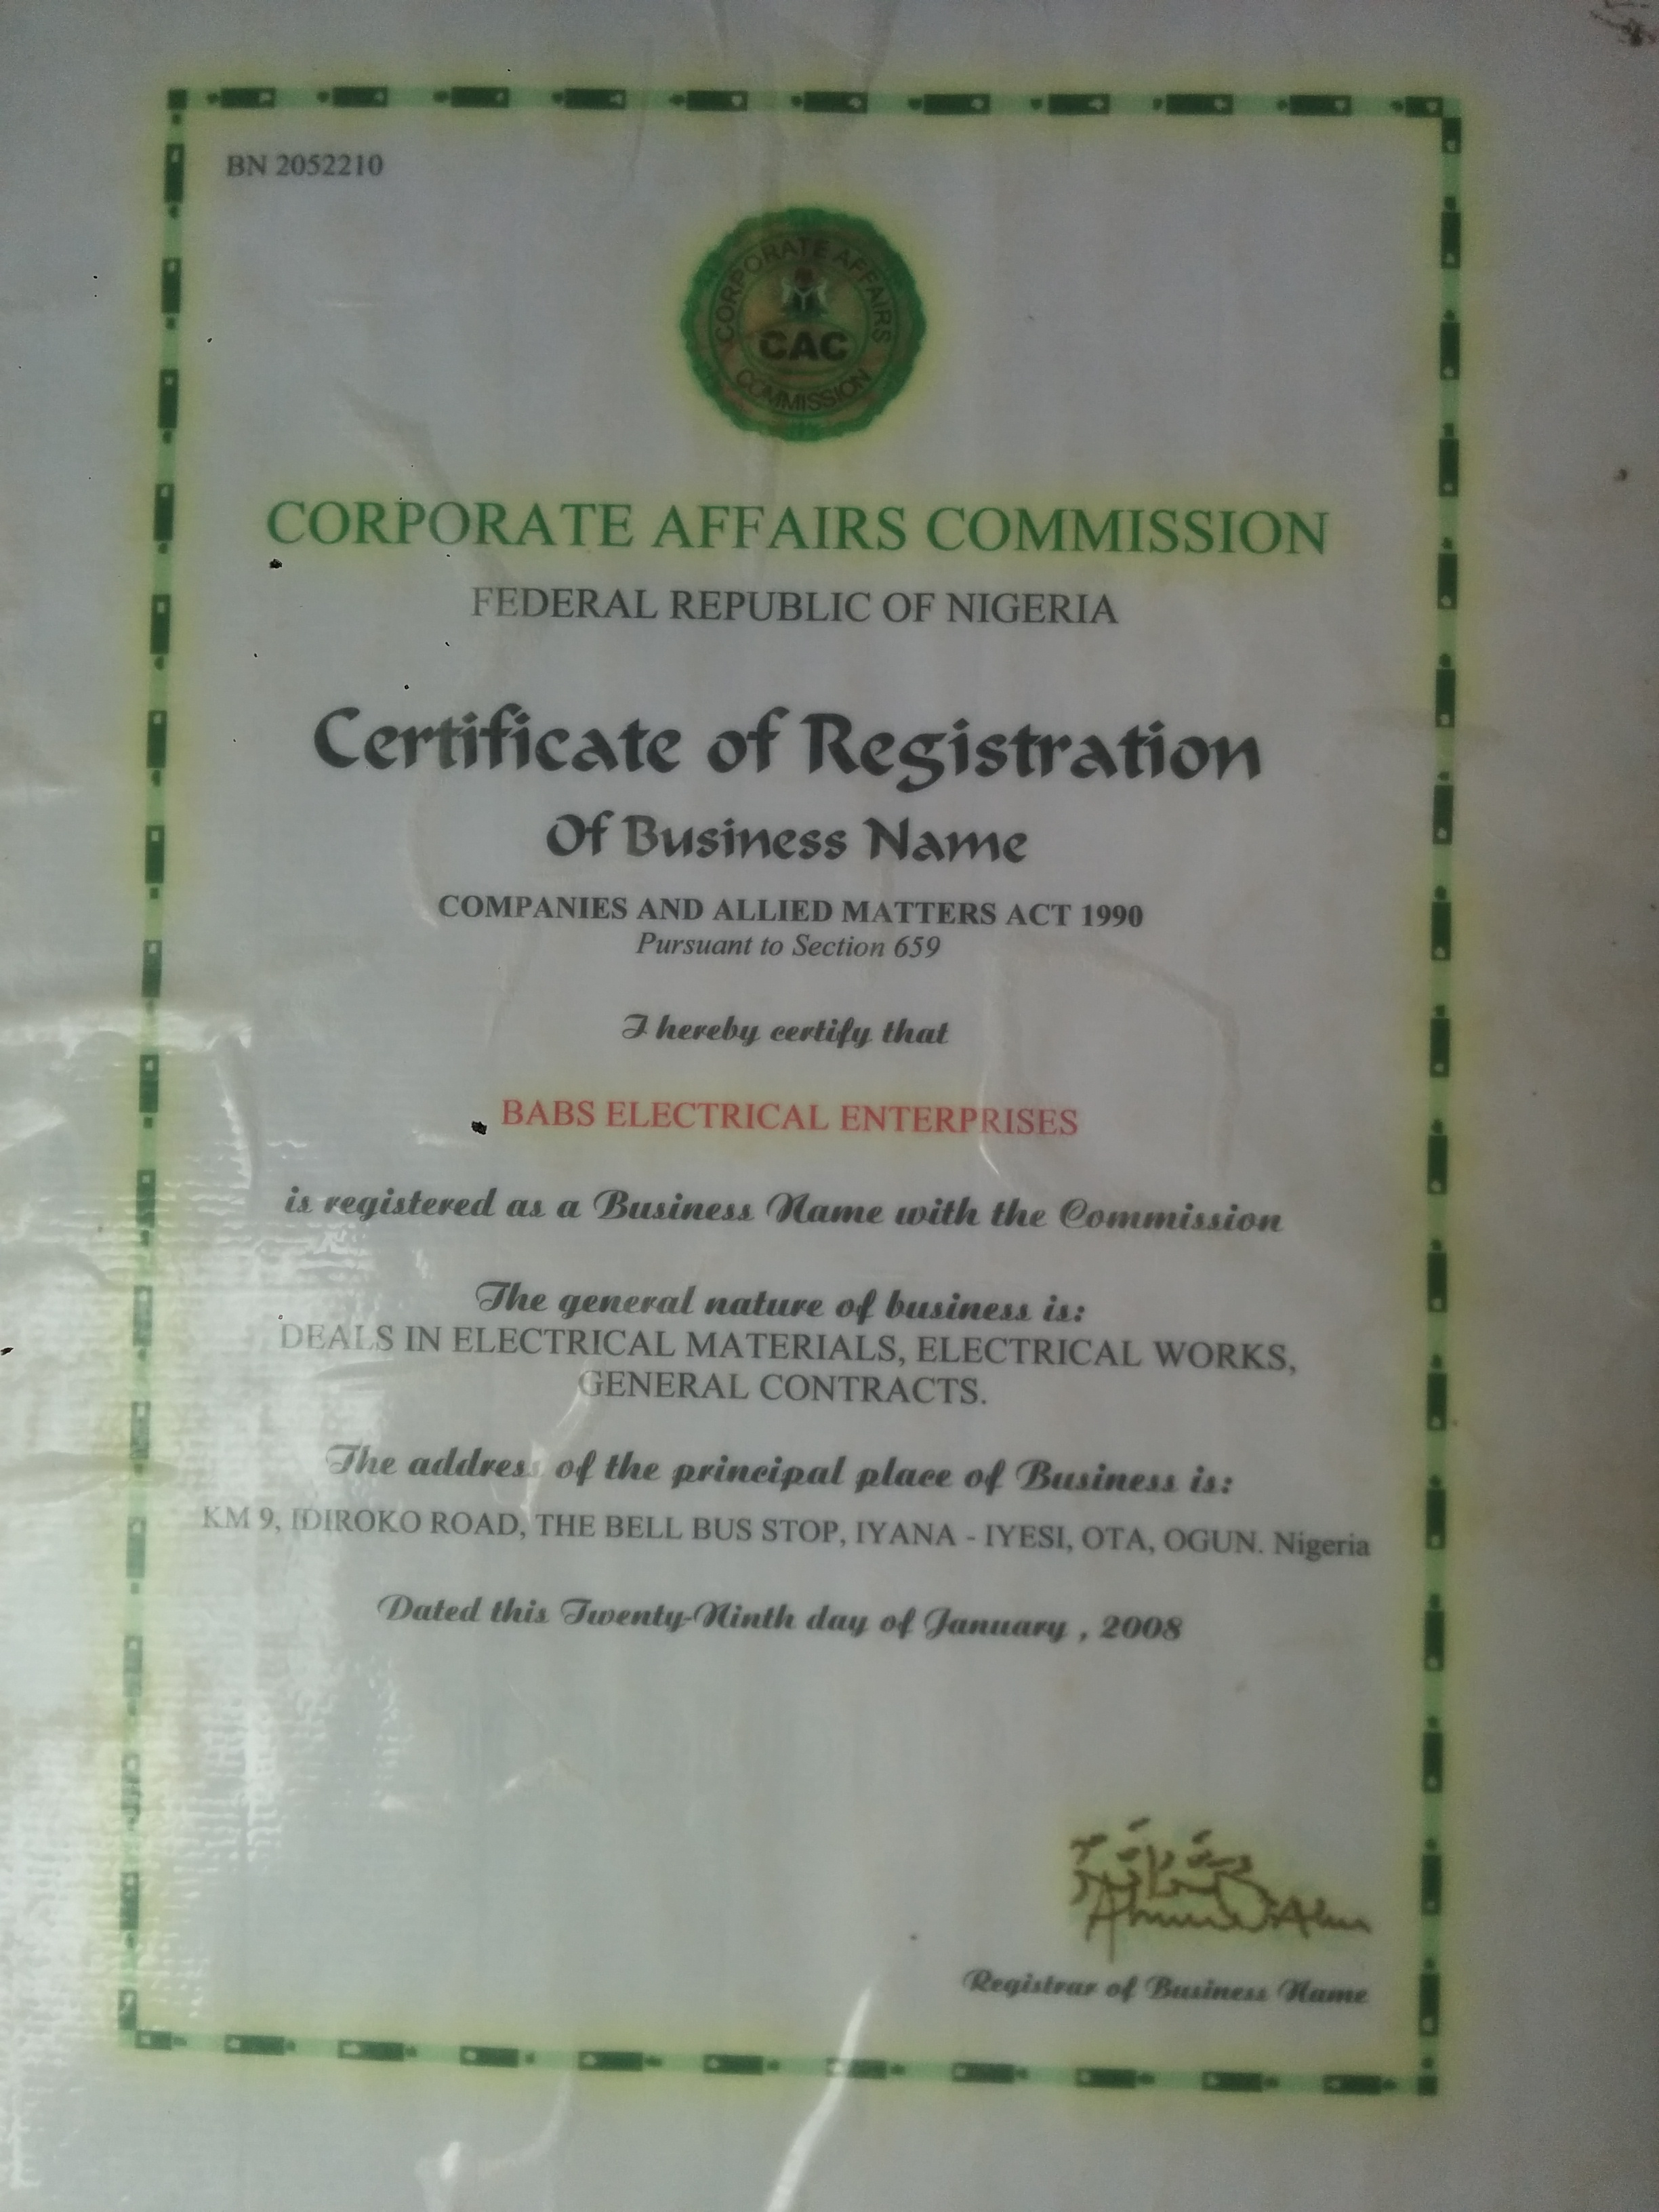 BN 2052210
CORPORATE AFFAIRS
CAC
COMMISSION
CORPORATE AFFAIRS COMMISSION
FEDERAL REPUBLIC OF NIGERIA
Certificate of Registration
Of Business Name
COMPANIES AND ALLIED MATTERS ACT 1990
Pursuant to Section 659
I hereby certify that
BABS ELECTRICAL ENTERPRISES
is registered as a Business Name with the Commission
The general nature of business is:
DEALS IN ELECTRICAL MATERIALS, ELECTRICAL WORKS,
GENERAL CONTRACTS.
The address of the principal place of Business is:
KM 9, IDIROKO ROAD, THE BELL BUS STOP, IYANA - IYESI, OTA, OGUN. Nigeria
Dated this Twenty-Ninth day of January , 2008
Registrar of Business Name